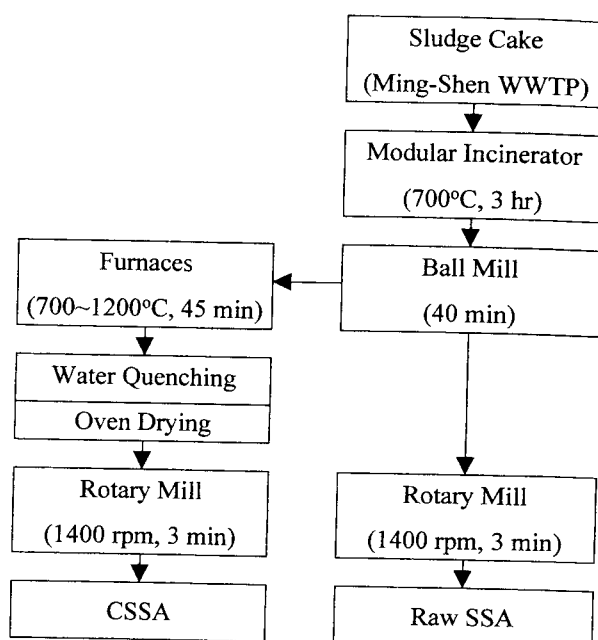 Sludge Cake
(Ming-Shen WWTP)
Modular Incinerator
(700°C, 3 hr)
Ball Mill
(40 min)
Furnaces
(700~1200°C, 45 min)
Water Quenching
Oven Drying
Rotary Mill
(1400 rpm, 3 min)
CSSA
Rotary Mill
(1400 rpm, 3 min)
Raw SSA